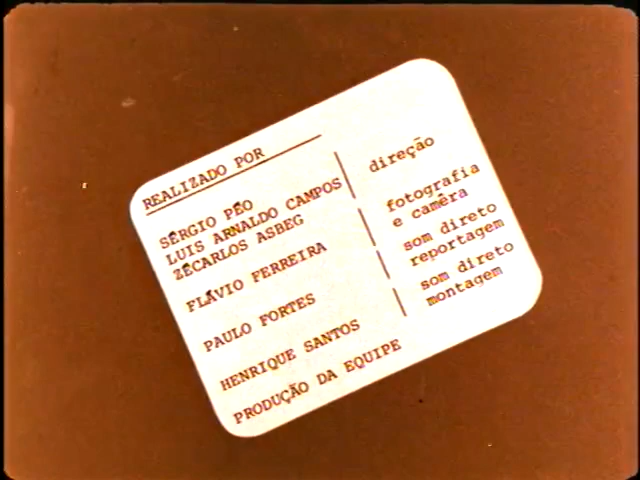 REALIZADO POR
SÉRGIO PÉO
LUIS ARNALDO CAMPOS
ZÉCARLOS ASBEG
direção
FLÁVIO FERREIRA
fotografia
e camêra
PAULO FORTES
som direto
reportagem
HENRIQUE SANTOS
som direto
montagem
PRODUÇÃO DA EQUIPE